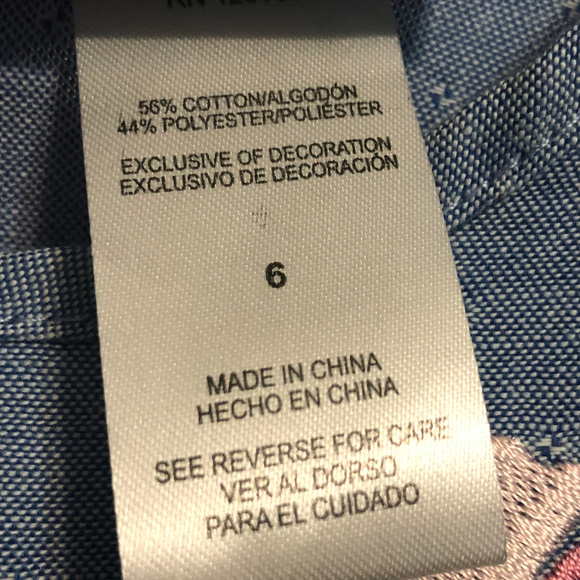 56% COTTON/ALGODÓN
44% POLYESTER/POLIÉSTER
EXCLUSIVE OF DECORATION
EXCLUSIVO DE DECORACIÓN
6
MADE IN CHINA
HECHO EN CHINA
SEE REVERSE FOR CARE
VER AL DORSO
PARA EL CUIDADO